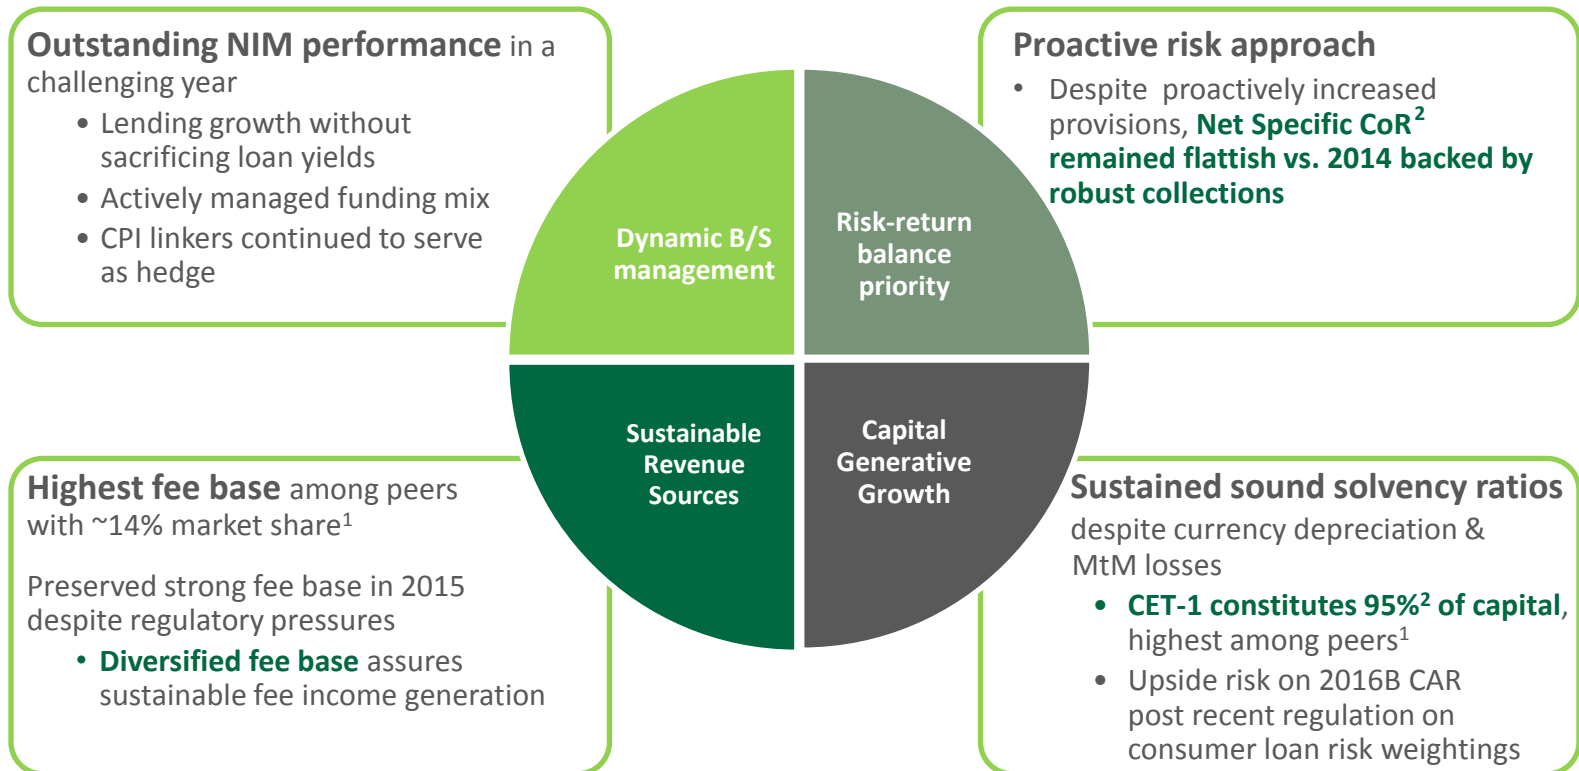 Outstanding NIM performance in a
challenging year
• Lending growth without
sacrificing loan yields
• Actively managed funding mix
• CPI linkers continued to serve
as hedge
Proactive risk approach
• Despite proactively increased
provisions, Net Specific CoR²
remained flattish vs. 2014 backed by
robust collections
Dynamic B/S
management
Risk-return
balance
priority
Sustainable
Revenue
Sources
Capital
Generative
Growth
Highest fee base among peers
with ~14% market share¹
Preserved strong fee base in 2015
despite regulatory pressures
• Diversified fee base assures
sustainable fee income generation
Sustained sound solvency ratios
despite currency depreciation &
MtM losses
• CET-1 constitutes 95%² of capital,
highest among peers¹
• Upside risk on 2016B CAR
post recent regulation on
consumer loan risk weightings